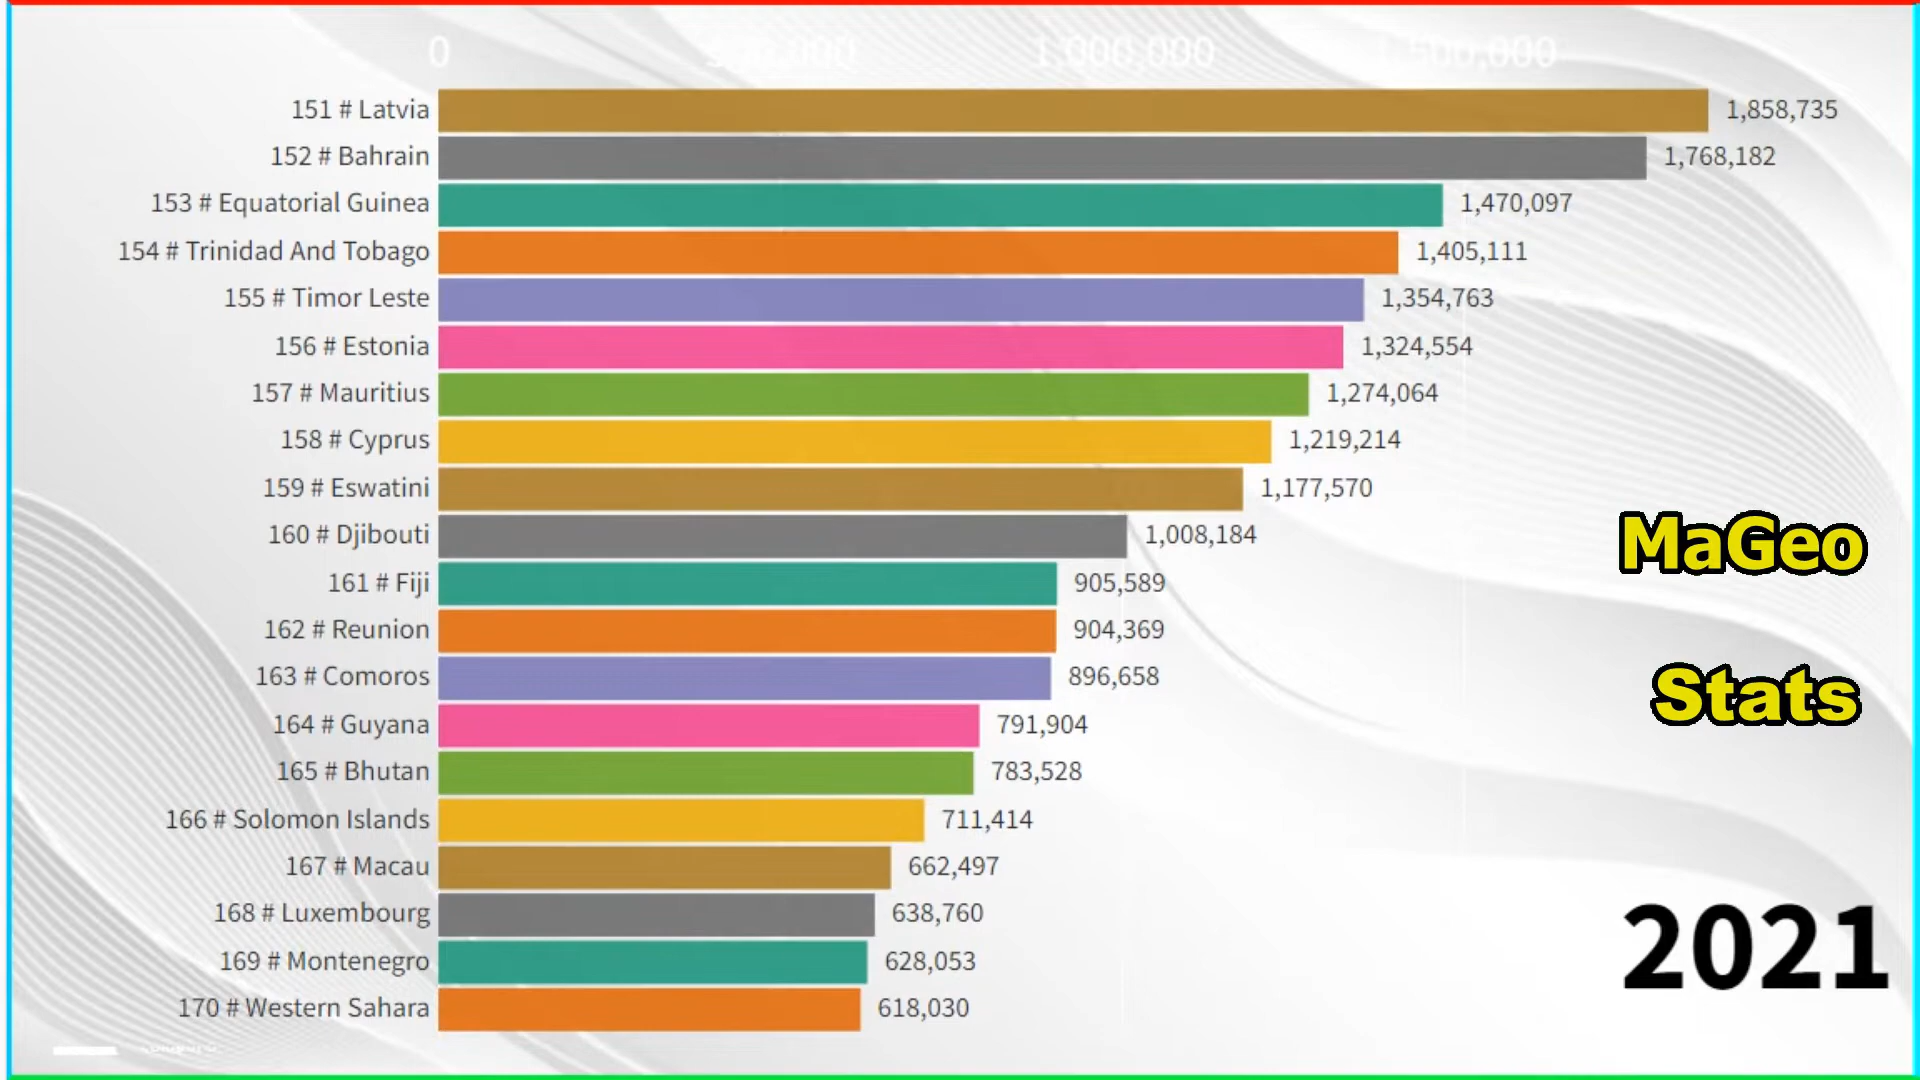 0 1,000,000 1,500,000
151 # Latvia 1,858,735
152 # Bahrain 1,768,182
153 # Equatorial Guinea 1,470,097
154 # Trinidad And Tobago 1,405,111
155 # Timor Leste 1,354,763
156 # Estonia 1,324,554
157 # Mauritius 1,274,064
158 # Cyprus 1,219,214
159 # Eswatini 1,177,570
160 # Djibouti 1,008,184
161 # Fiji 905,589
162 # Reunion 904,369
163 # Comoros 896,658
164 # Guyana 791,904
165 # Bhutan 783,528
166 # Solomon Islands 711,414
167 # Macau 662,497
168 # Luxembourg 638,760
169 # Montenegro 628,053
170 # Western Sahara 618,030
MaGeo
Stats
2021